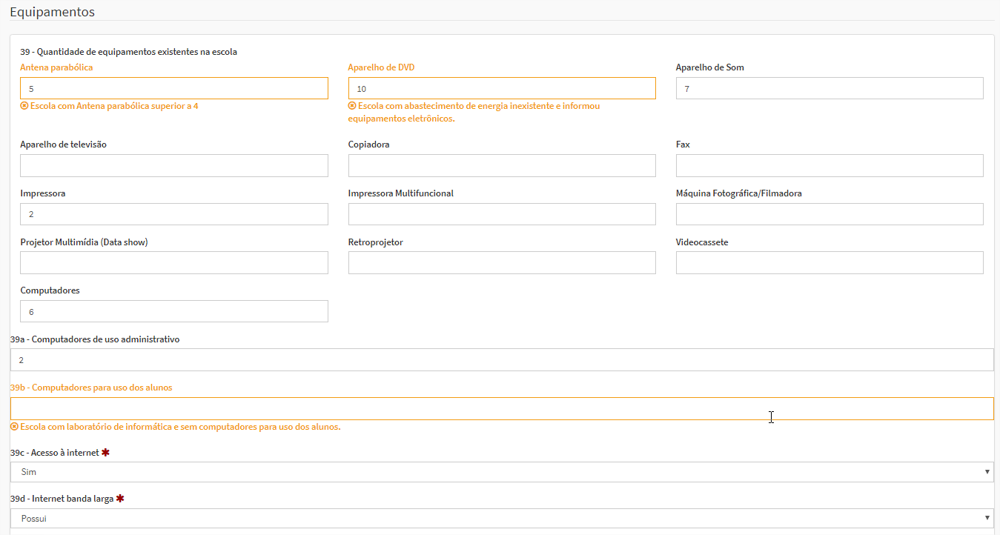 Equipamentos
39 - Quantidade de equipamentos existentes na escola
Antena parabólica
Aparelho de DVD
Aparelho de Som
5
10
7
Escola com Antena parabólica superior a 4
Escola com abastecimento de energia inexistente e informou
equipamentos eletrônicos.
Aparelho de televisão
Copiadora
Fax
Impressora
Impressora Multifuncional
Máquina Fotográfica/Filmadora
2
Projetor Multimídia (Data show)
Retroprojetor
Videocassete
Computadores
6
39a - Computadores de uso administrativo
2
39b - Computadores para uso dos alunos
Escola com laboratório de informática e sem computadores para uso dos alunos.
39c - Acesso à internet ✱
Sim
39d - Internet banda larga ✱
Possui